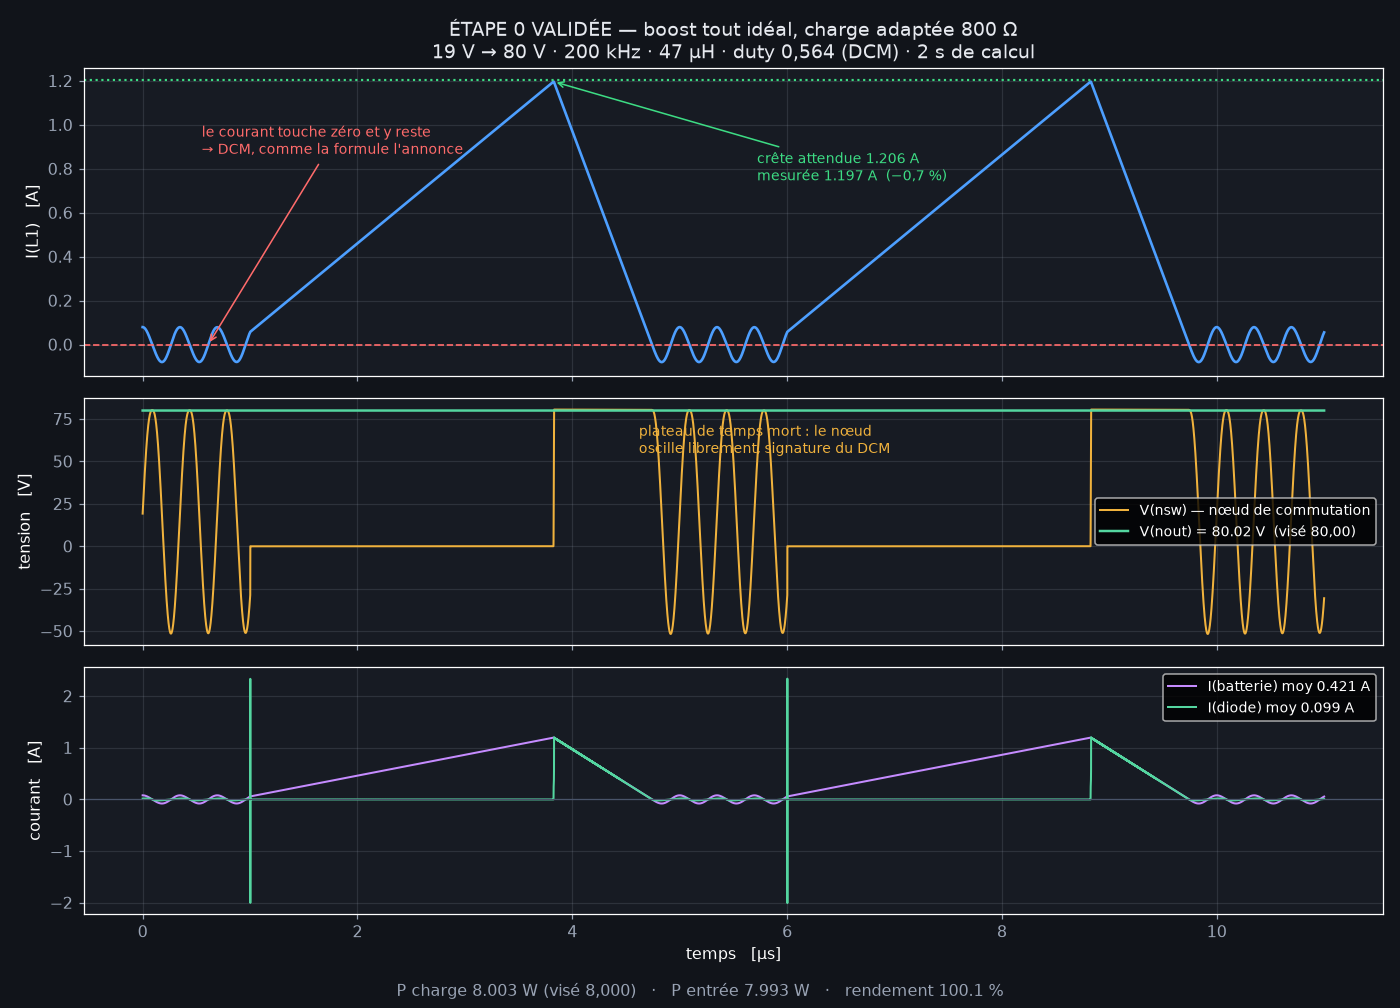 ÉTAPE 0 VALIDÉE — boost tout idéal, charge adaptée 800 Ω
19 V → 80 V · 200 kHz · 47 µH · duty 0,564 (DCM) · 2 s de calcul
I(L1)   [A]
1.2
1.0
0.8
0.6
0.4
0.2
0.0
le courant touche zéro et y reste
→ DCM, comme la formule l'annonce
crête attendue 1.206 A
mesurée 1.197 A  (−0,7 %)
tension   [V]
75
50
25
0
−25
−50
plateau de temps mort : le nœud
oscille librement, signature du DCM
V(nsw) — nœud de commutation
V(nout) = 80.02 V  (visé 80,00)
courant   [A]
2
1
0
−1
−2
I(batterie) moy 0.421 A
I(diode) moy 0.099 A
0
2
4
6
8
10
temps   [µs]
P charge 8.003 W (visé 8,000)   ·   P entrée 7.993 W   ·   rendement 100.1 %